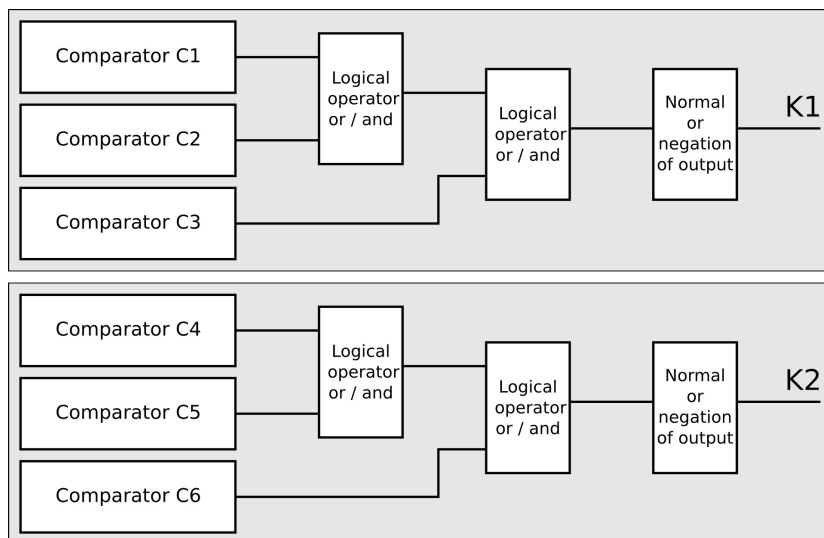 Comparator C1
Comparator C2
Comparator C3
Logical
operator
or / and
Logical
operator
or / and
Normal
or
negation
of output
K1
Comparator C4
Comparator C5
Comparator C6
Logical
operator
or / and
Logical
operator
or / and
Normal
or
negation
of output
K2